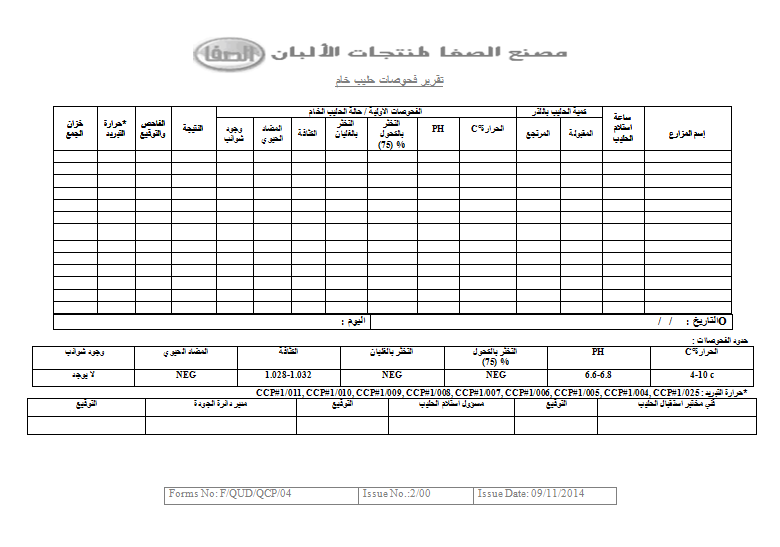 مصنع الصفا لمنتجات الألبان الصفا
تقرير فحوصات حليب خام
إسم المزارع ساعة استلام الحليب كمية الحليب باللتر الفحوصات الاولية / حالة الحليب الخام النتيجة الفاحص والتوقيع *حرارة التبريد خزان الجمع
المقبولة المرتجع الحرارة C° PH التخثر بالكحول % (75) التخثر بالغليان الكثافة المضاد الحيوي وجود شوائب
Oالتاريخ : / / اليوم :
حدود الفحوصات :
الحرارة C° PH التخثر بالكحول % (75) التخثر بالغليان الكثافة المضاد الحيوي وجود شوائب
4-10 c 6.6-6.8 NEG NEG 1.028-1.032 NEG لا يوجد
*حرارة التبريد : CCP#1/011, CCP#1/010, CCP#1/009, CCP#1/008, CCP#1/007, CCP#1/006, CCP#1/005, CCP#1/004, CCP#1/025
فني مختبر استقبال الحليب التوقيع مسؤول استلام الحليب التوقيع مدير دائرة الجودة التوقيع
Forms No: F/QUD/QCP/04 Issue No.:2/00 Issue Date: 09/11/2014